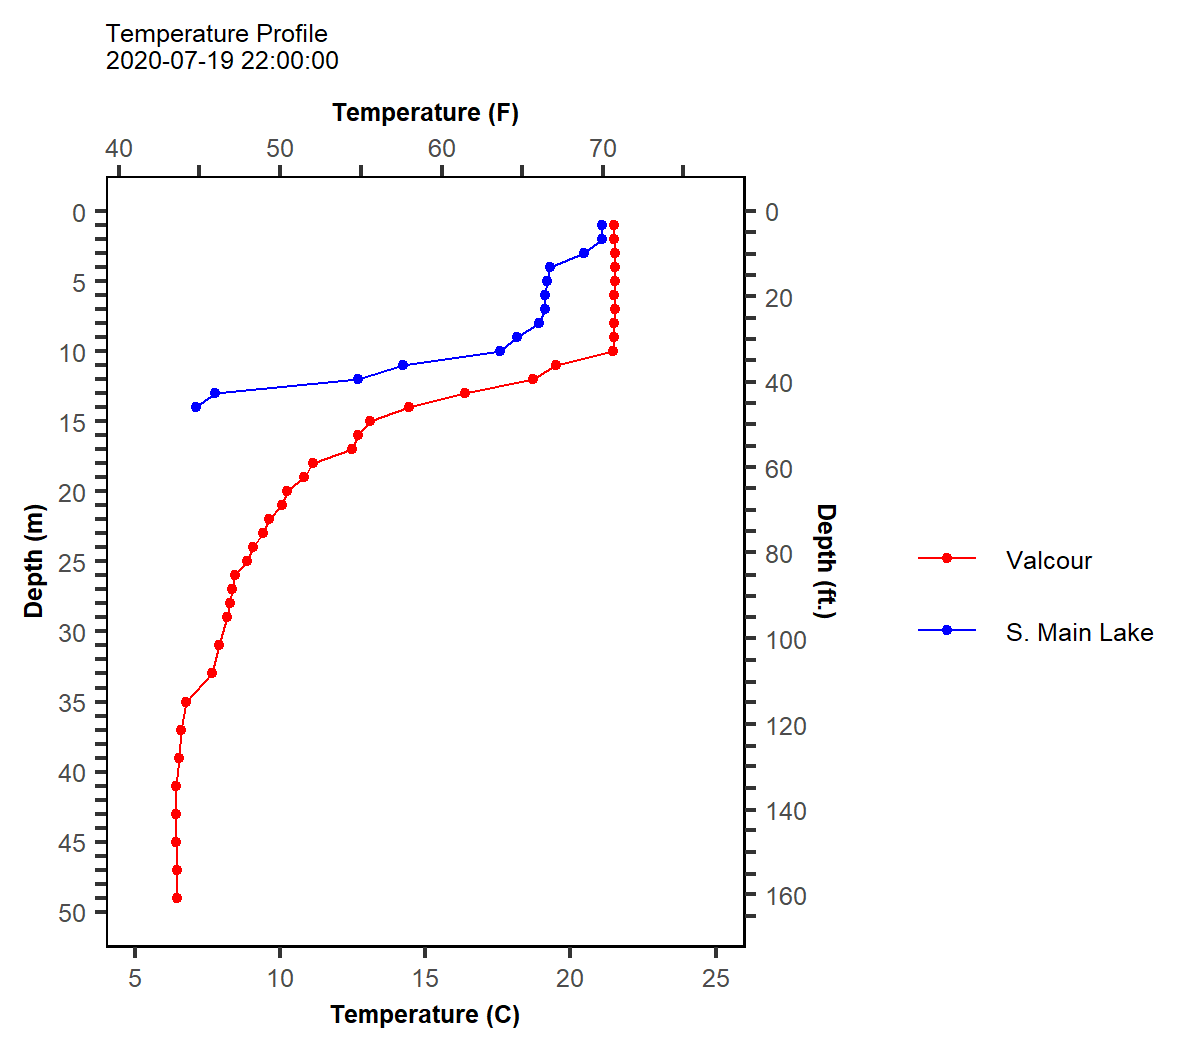 Temperature Profile
2020-07-19 22:00:00
Temperature (F)
40 50 60 70
0
5
10
15
20
25
30
35
40
45
50
Depth (m)
0
20
40
60
80
100
120
140
160
Depth (ft.)
Valcour
S. Main Lake
5 10 15 20 25
Temperature (C)